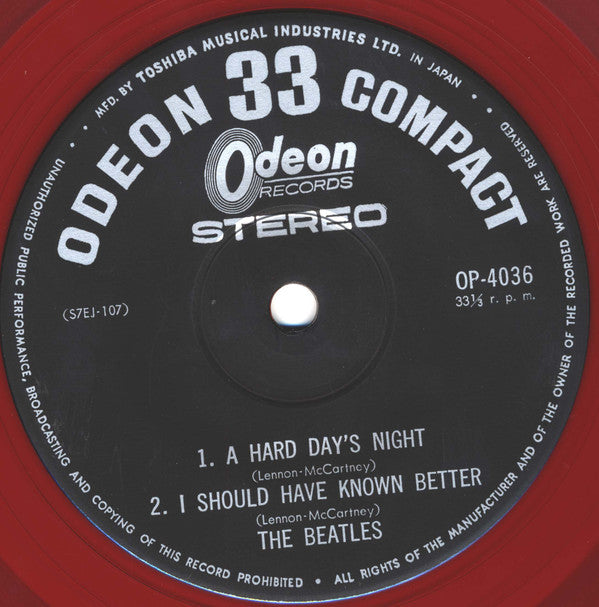 MFD. BY TOSHIBA MUSICAL INDUSTRIES LTD. IN JAPAN
ODEON 33 COMPACT
Odeon
RECORDS
STEREO
(S7EJ-107)
OP-4036
33⅓ r. p. m.
1. A HARD DAY'S NIGHT
(Lennon-McCartney)
2. I SHOULD HAVE KNOWN BETTER
(Lennon-McCartney)
THE BEATLES
UNAUTHORIZED PUBLIC PERFORMANCE, BROADCASTING AND COPYING OF THIS RECORD PROHIBITED • ALL RIGHTS OF THE MANUFACTURER AND OF THE OWNER OF THE RECORDED WORK ARE RESERVED